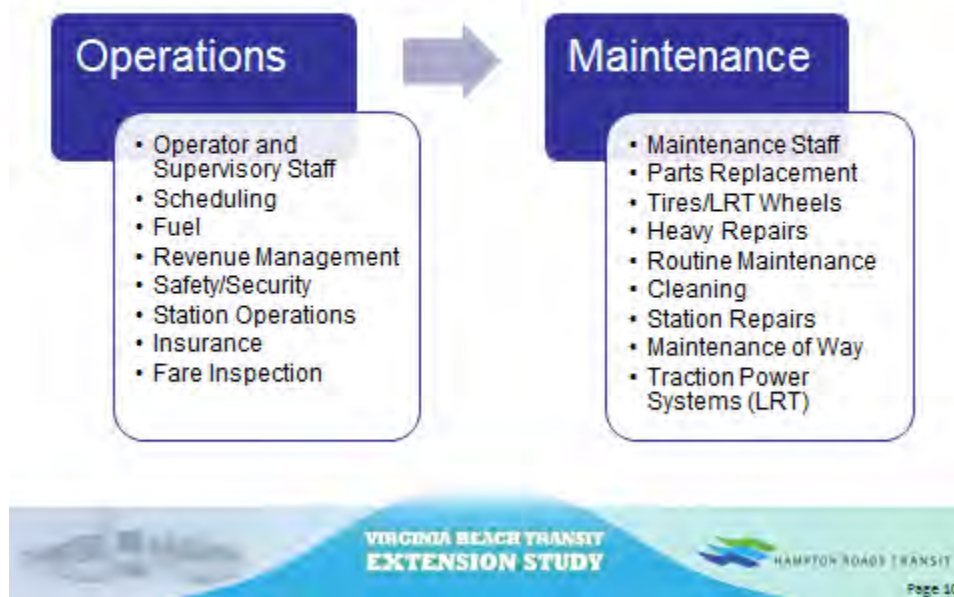 Operations
• Operator and
Supervisory Staff
• Scheduling
• Fuel
• Revenue Management
• Safety/Security
• Station Operations
• Insurance
• Fare Inspection
Maintenance
• Maintenance Staff
• Parts Replacement
• Tires/LRT Wheels
• Heavy Repairs
• Routine Maintenance
• Cleaning
• Station Repairs
• Maintenance of Way
• Traction Power
Systems (LRT)
VIRGINIA BEACH TRANSIT
EXTENSION STUDY
HAMPTON ROADS TRANSIT
Page 10